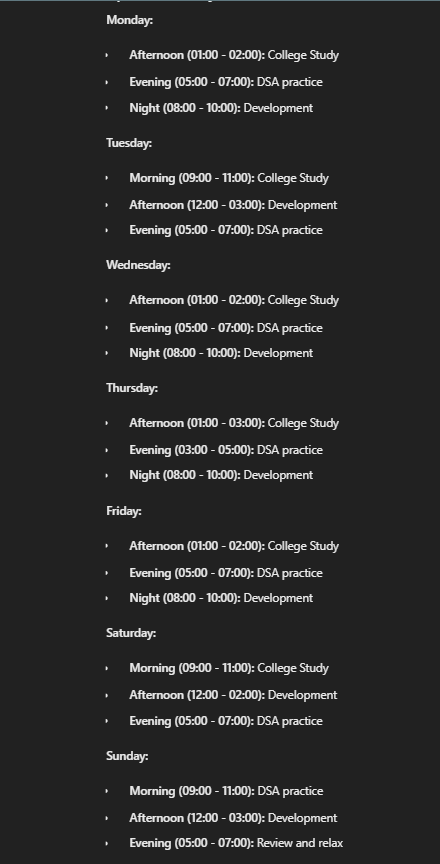 Monday:
Afternoon (01:00 - 02:00): College Study
Evening (05:00 - 07:00): DSA practice
Night (08:00 - 10:00): Development
Tuesday:
Morning (09:00 - 11:00): College Study
Afternoon (12:00 - 03:00): Development
Evening (05:00 - 07:00): DSA practice
Wednesday:
Afternoon (01:00 - 02:00): College Study
Evening (05:00 - 07:00): DSA practice
Night (08:00 - 10:00): Development
Thursday:
Afternoon (01:00 - 03:00): College Study
Evening (03:00 - 05:00): DSA practice
Night (08:00 - 10:00): Development
Friday:
Afternoon (01:00 - 02:00): College Study
Evening (05:00 - 07:00): DSA practice
Night (08:00 - 10:00): Development
Saturday:
Morning (09:00 - 11:00): College Study
Afternoon (12:00 - 02:00): Development
Evening (05:00 - 07:00): DSA practice
Sunday:
Morning (09:00 - 11:00): DSA practice
Afternoon (12:00 - 03:00): Development
Evening (05:00 - 07:00): Review and relax